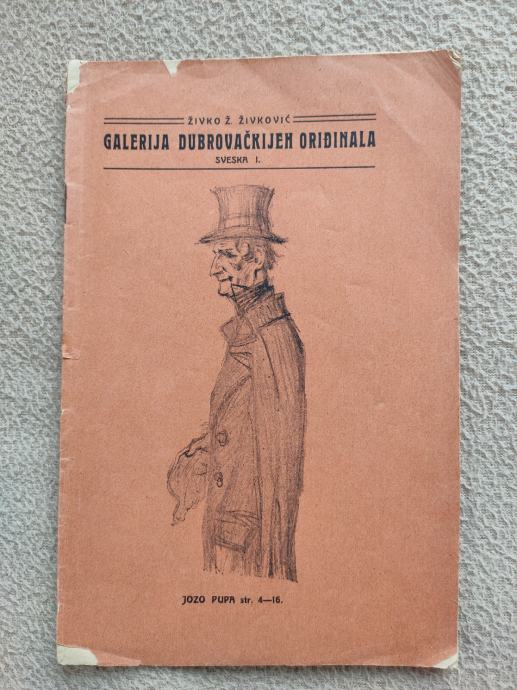 ŽIVKO Ž. ŽIVKOVIĆ
GALERIJA DUBROVAČKIJEH ORIĐINALA
SVESKA I.
JOZO PUPA str. 4—16.